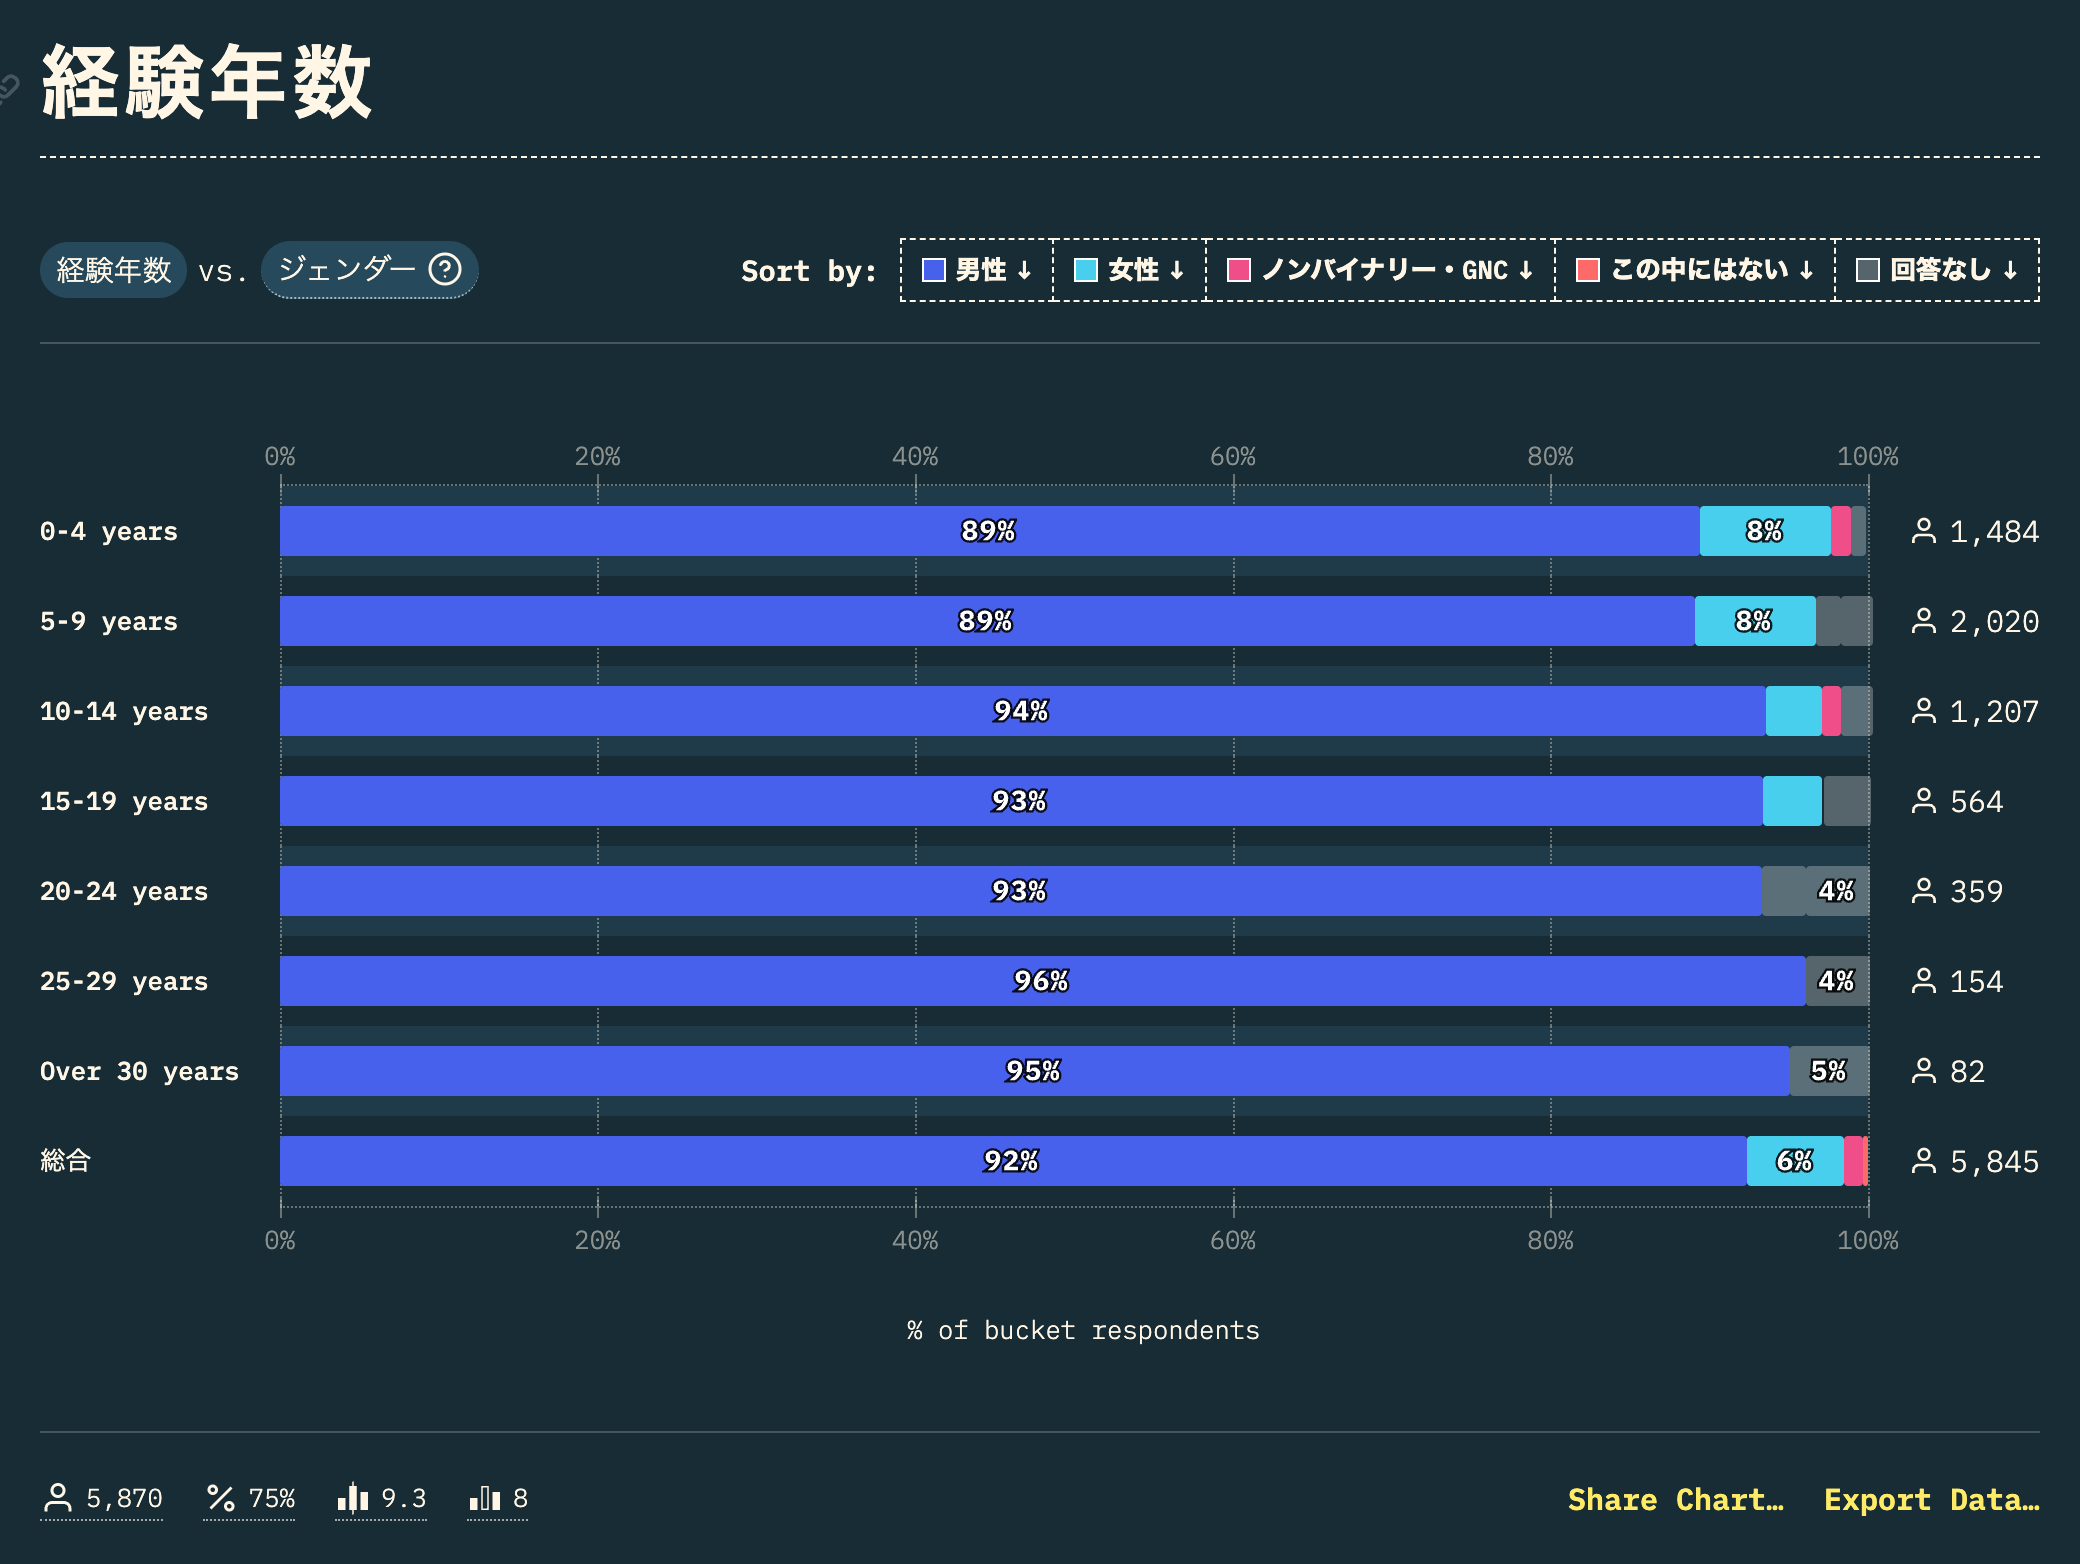 経験年数
経験年数 vs. ジェンダー ?
Sort by: 男性 ↓ 女性 ↓ ノンバイナリー・GNC ↓ この中にはない ↓ 回答なし ↓
0% 20% 40% 60% 80% 100%
0-4 years 89% 8% 1,484
5-9 years 89% 8% 2,020
10-14 years 94% 1,207
15-19 years 93% 564
20-24 years 93% 4% 359
25-29 years 96% 4% 154
Over 30 years 95% 5% 82
総合 92% 6% 5,845
0% 20% 40% 60% 80% 100%
% of bucket respondents
5,870 % 75% 9.3 8 Share Chart… Export Data…